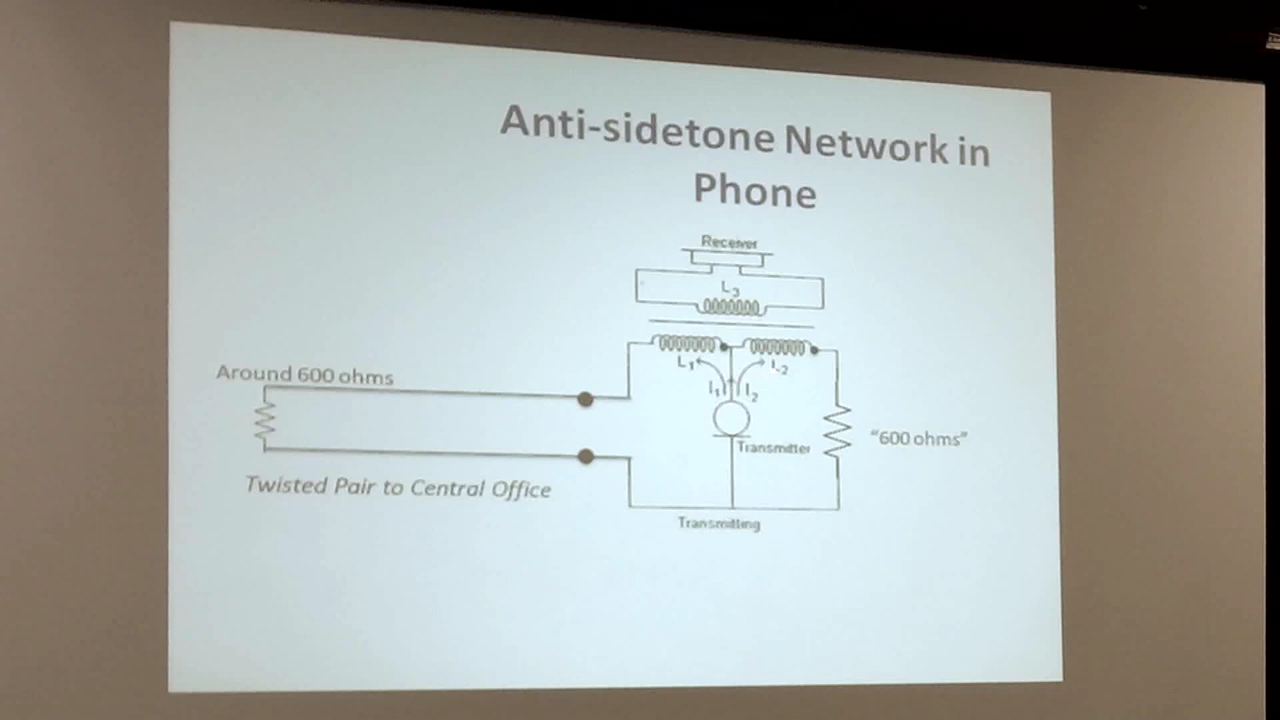 Anti-sidetone Network in
Phone
Receiver
L3
L1
L2
I1
I2
Around 600 ohms
"600 ohms"
Transmitter
Twisted Pair to Central Office
Transmitting